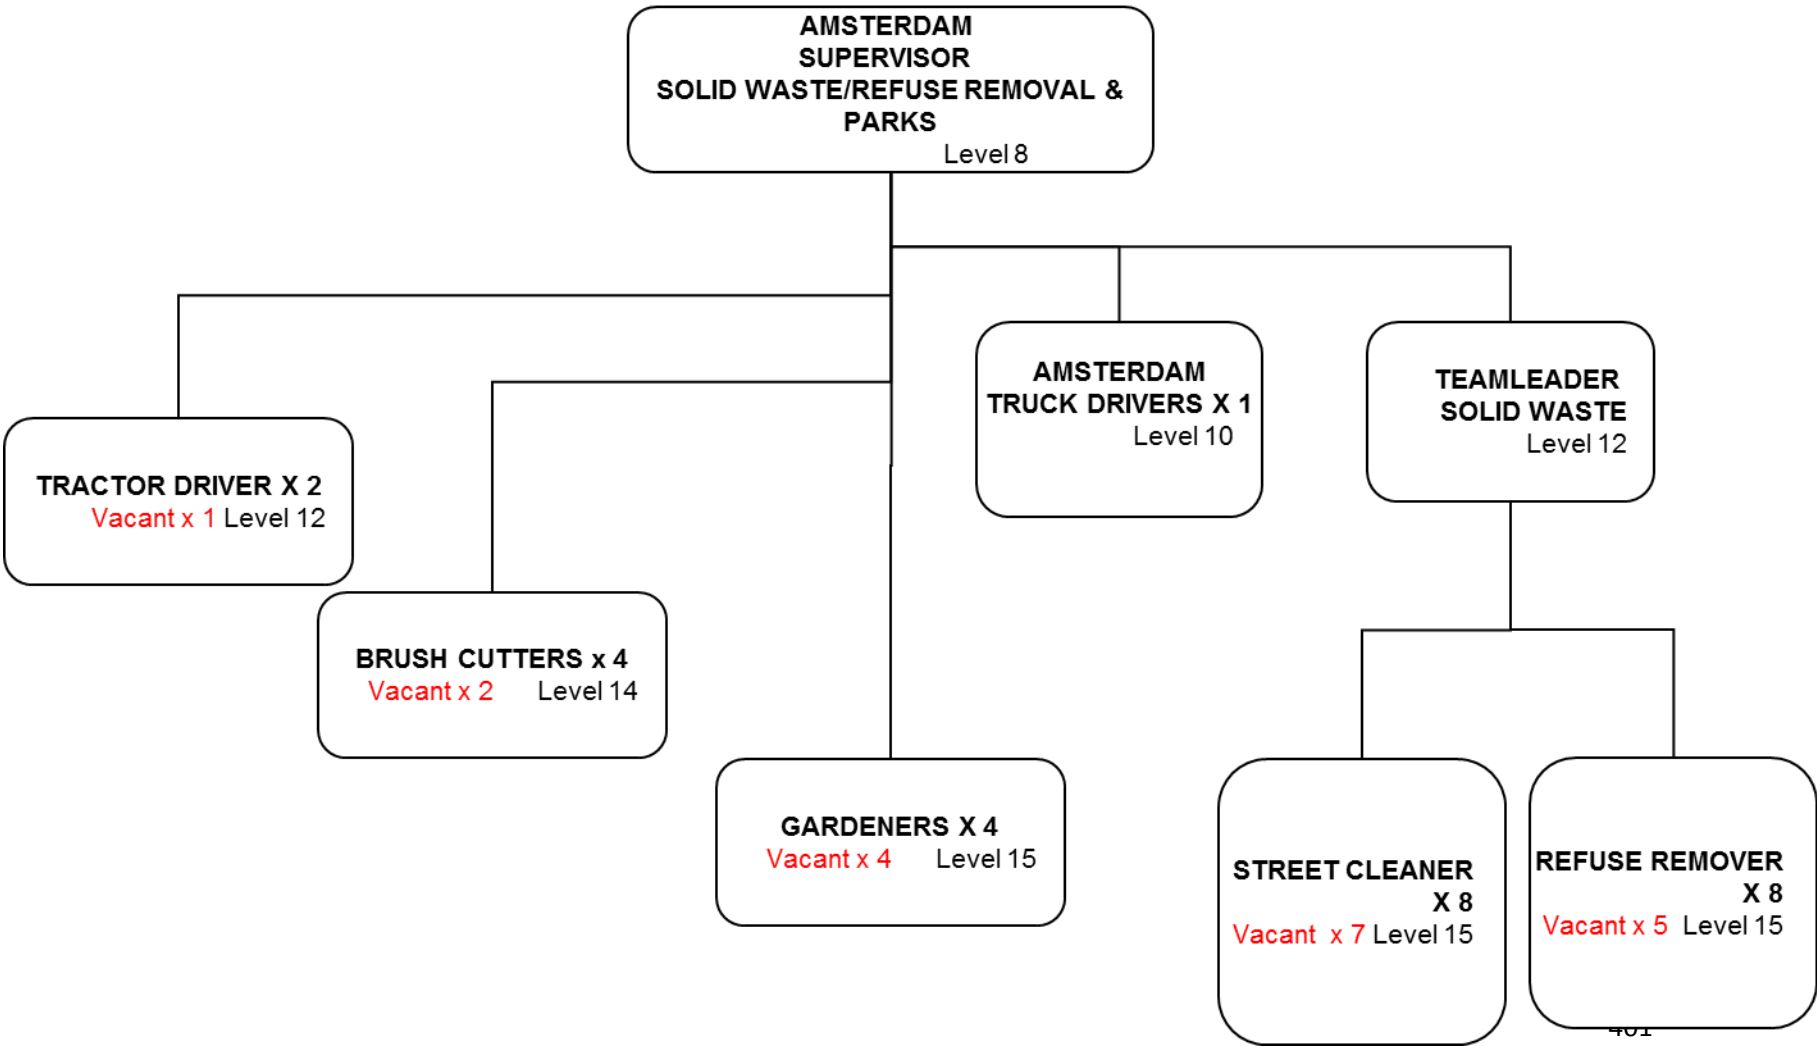 AMSTERDAM
SUPERVISOR
SOLID WASTE/REFUSE REMOVAL &
PARKS
Level 8
AMSTERDAM
TRUCK DRIVERS X 1
Level 10
TEAMLEADER
SOLID WASTE
Level 12
TRACTOR DRIVER X 2
Vacant x 1 Level 12
BRUSH CUTTERS x 4
Vacant x 2 Level 14
GARDENERS X 4
Vacant x 4 Level 15
STREET CLEANER
X 8
Vacant x 7 Level 15
REFUSE REMOVER
X 8
Vacant x 5 Level 15